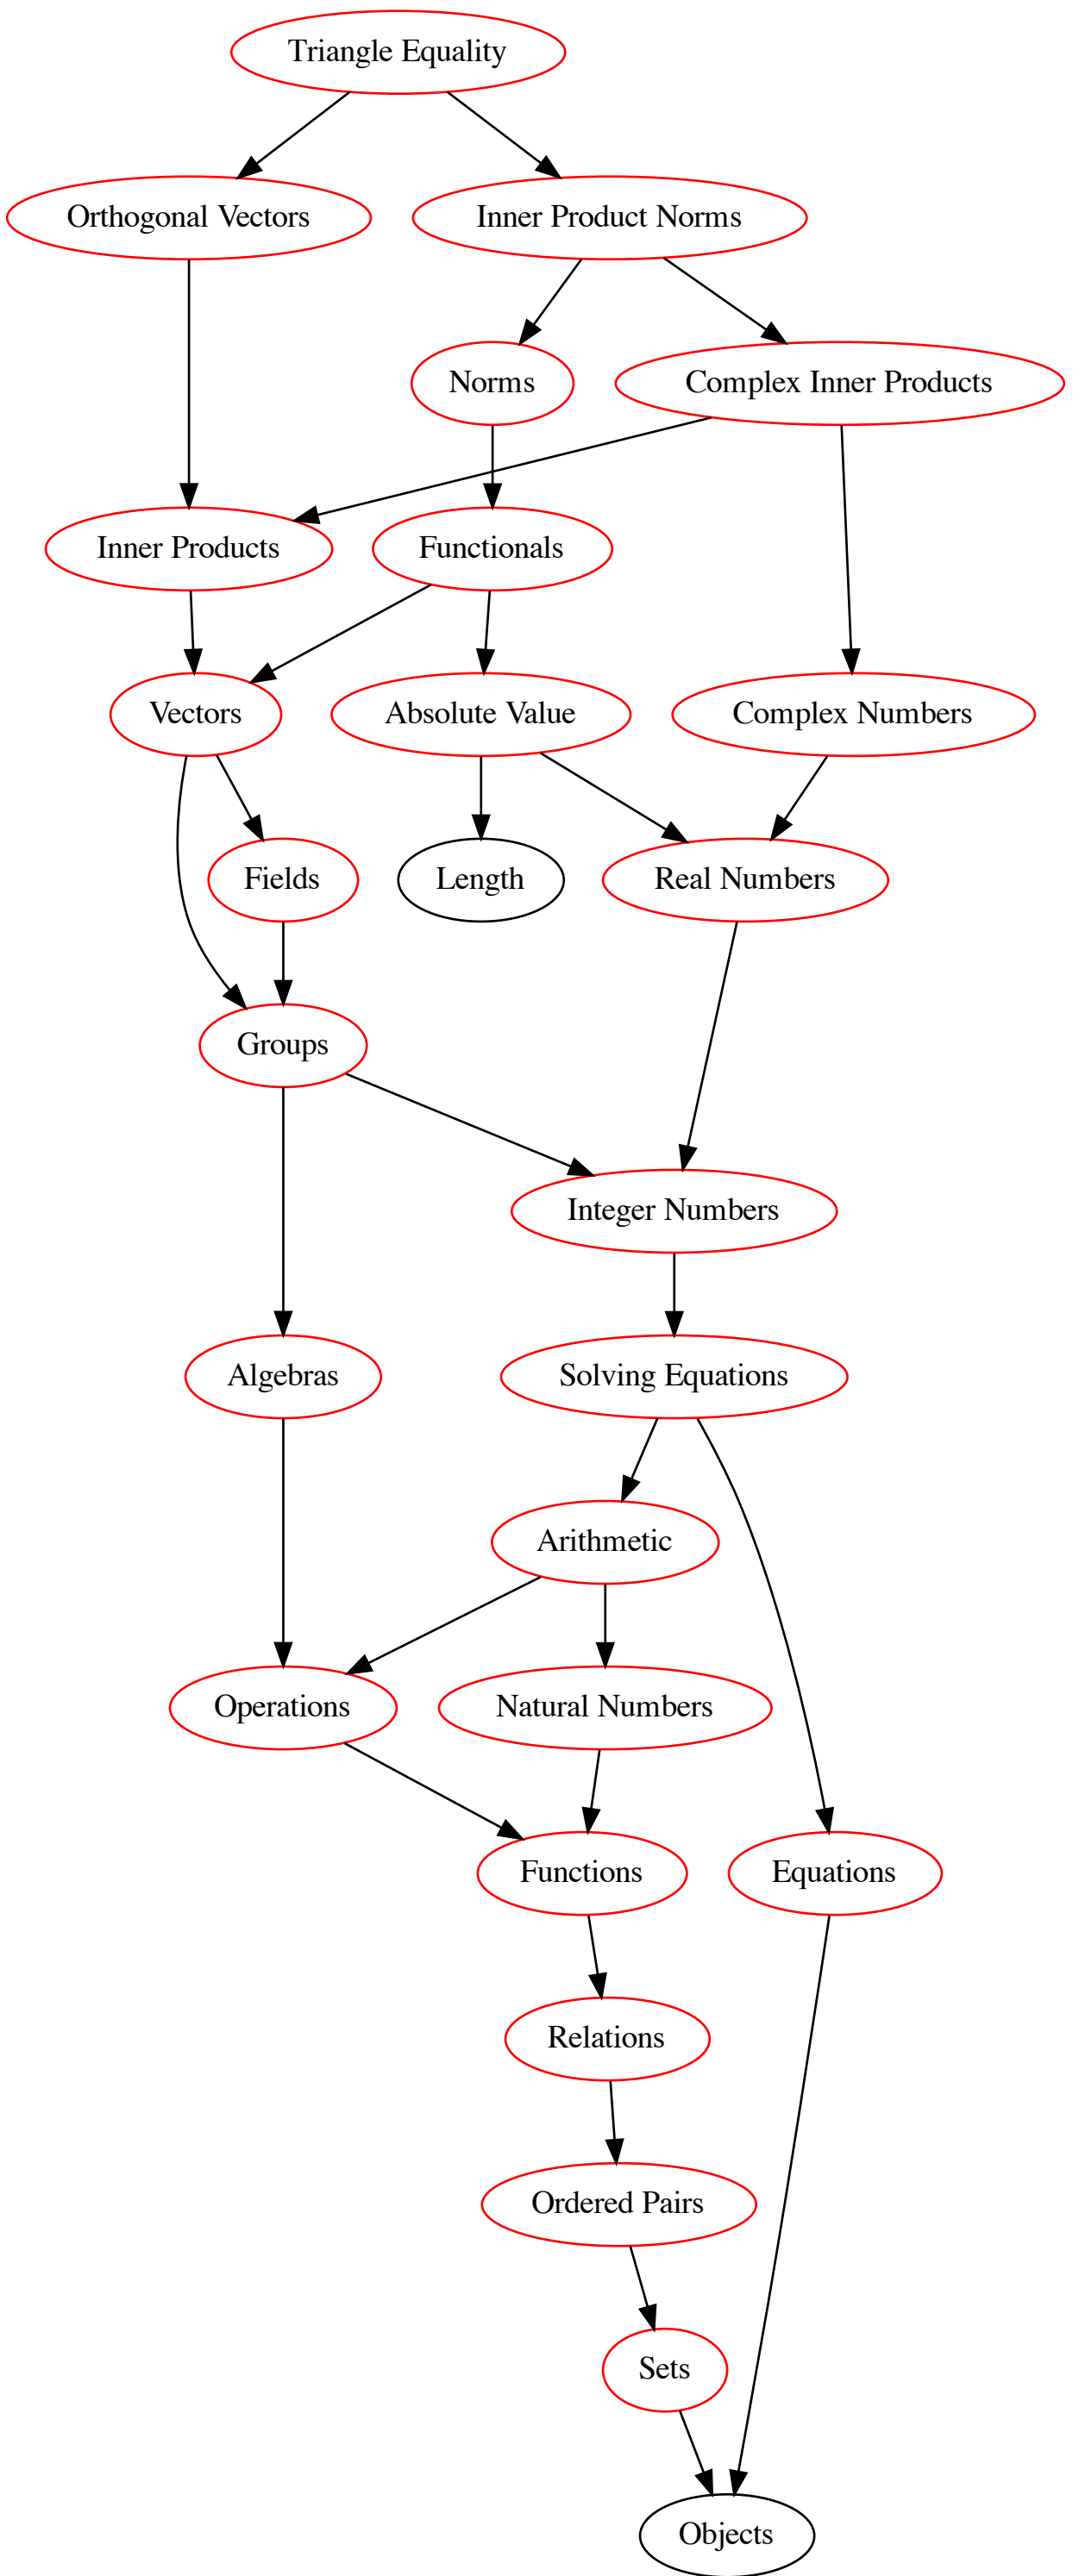 Triangle Equality
Orthogonal Vectors
Inner Product Norms
Norms
Complex Inner Products
Inner Products
Functionals
Vectors
Absolute Value
Complex Numbers
Fields
Length
Real Numbers
Groups
Integer Numbers
Algebras
Solving Equations
Arithmetic
Operations
Natural Numbers
Functions
Equations
Relations
Ordered Pairs
Sets
Objects